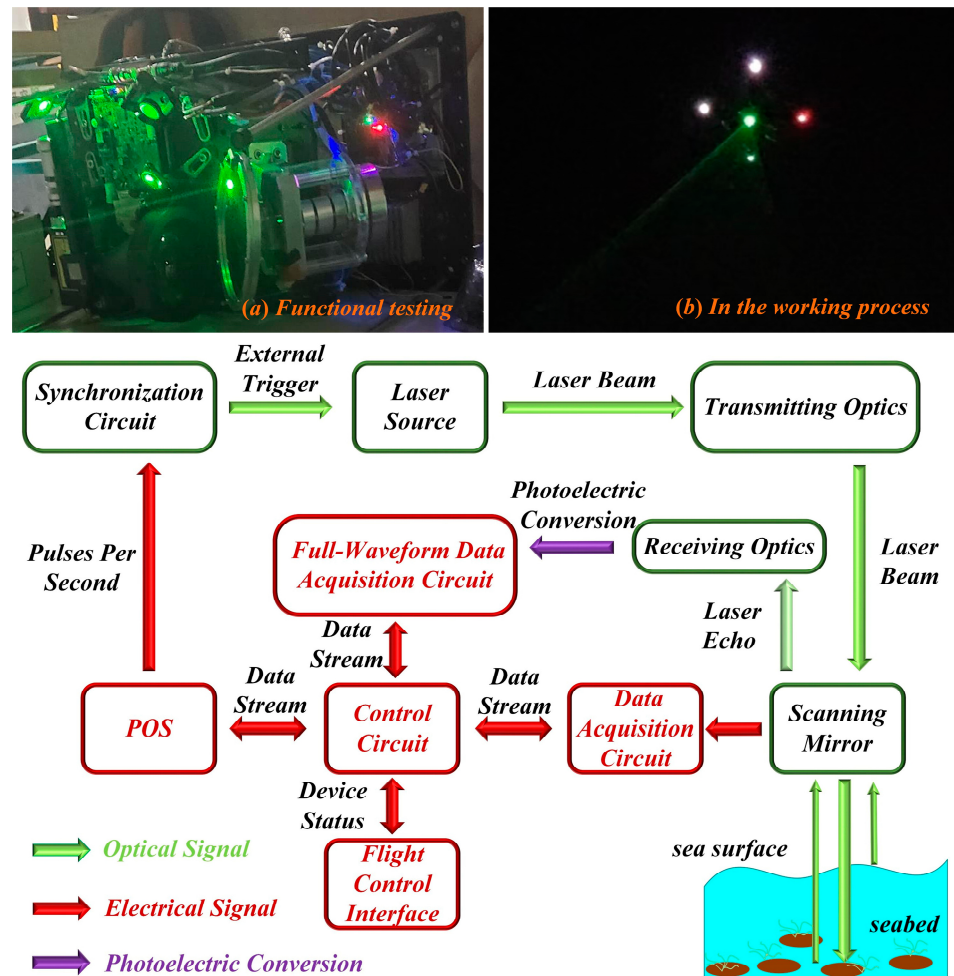 (a) Functional testing
(b) In the working process
Synchronization
Circuit
External
Trigger
Laser
Source
Laser Beam
Transmitting Optics
Pulses Per
Second
Full-Waveform Data
Acquisition Circuit
Photoelectric
Conversion
Receiving Optics
Laser
Beam
Data
Stream
Laser
Echo
POS
Data
Stream
Control
Circuit
Data
Stream
Data
Acquisition
Circuit
Scanning
Mirror
Device
Status
Flight
Control
Interface
sea surface
seabed
Optical Signal
Electrical Signal
Photoelectric Conversion